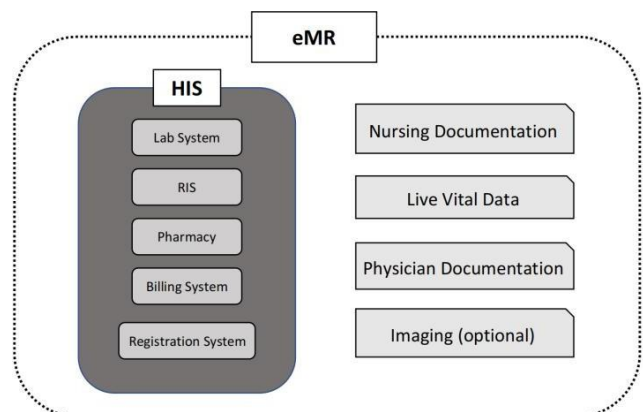 eMR
HIS
Lab System
RIS
Pharmacy
Billing System
Registration System
Nursing Documentation
Live Vital Data
Physician Documentation
Imaging (optional)